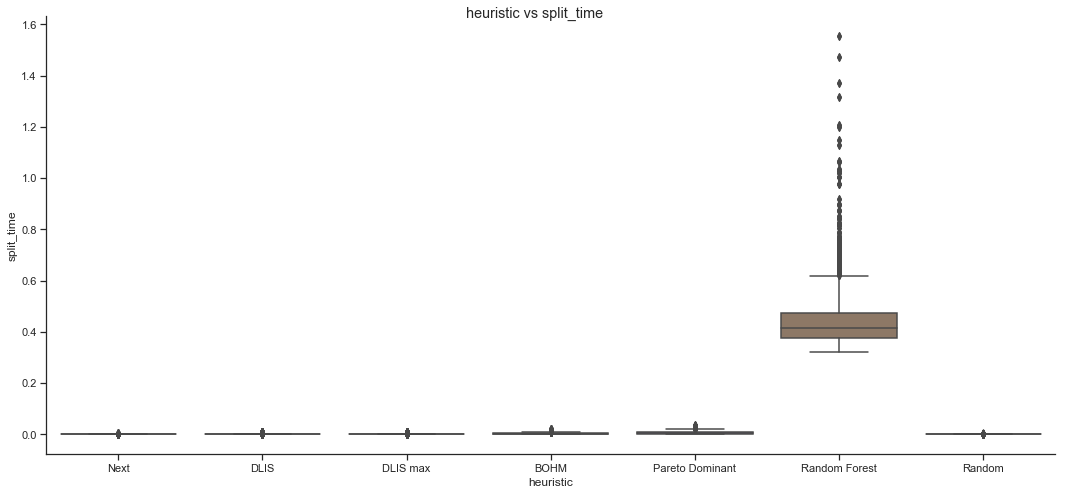 heuristic vs split_time
split_time
1.6
1.4
1.2
1.0
0.8
0.6
0.4
0.2
0.0
Next DLIS DLIS max BOHM Pareto Dominant Random Forest Random
heuristic